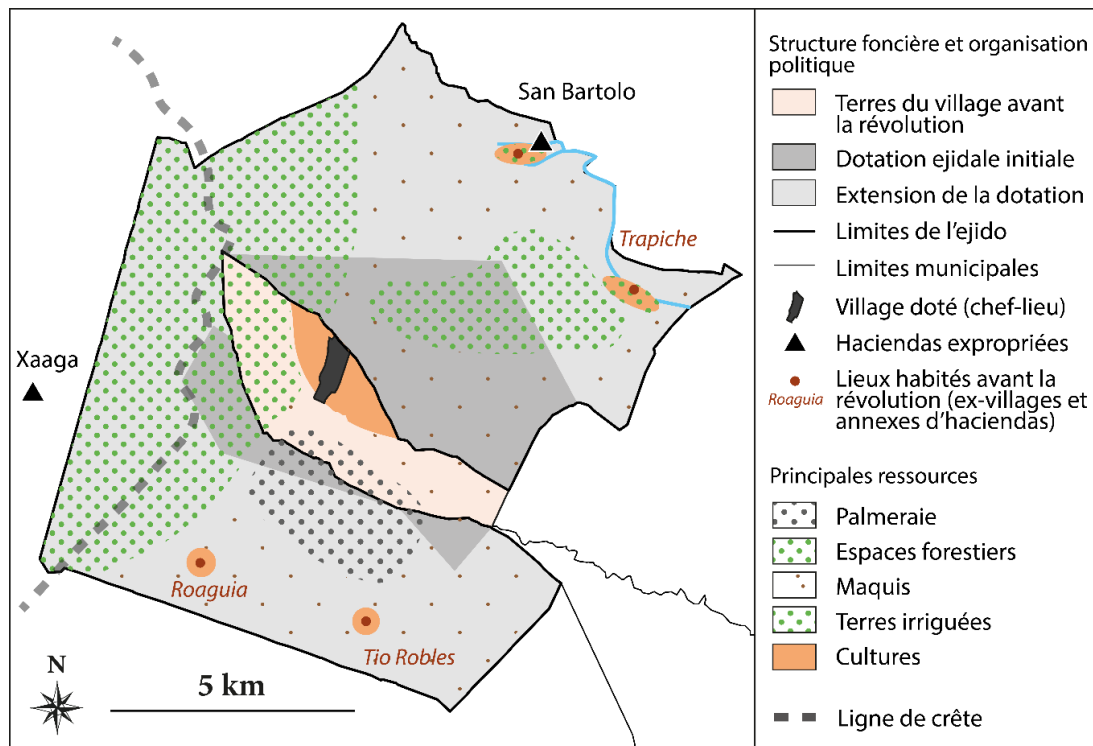 San Bartolo
Trapiche
Xaaga
Roaguia
Tio Robles
N
5 km
Structure foncière et organisation
politique
Terres du village avant
la révolution
Dotation ejidale initiale
Extension de la dotation
Limites de l'ejido
Limites municipales
Village doté (chef-lieu)
Haciendas expropriées
Roaguia
Lieux habités avant la
révolution (ex-villages et
annexes d'haciendas)
Principales ressources
Palmeraie
Espaces forestiers
Maquis
Terres irriguées
Cultures
Ligne de crête